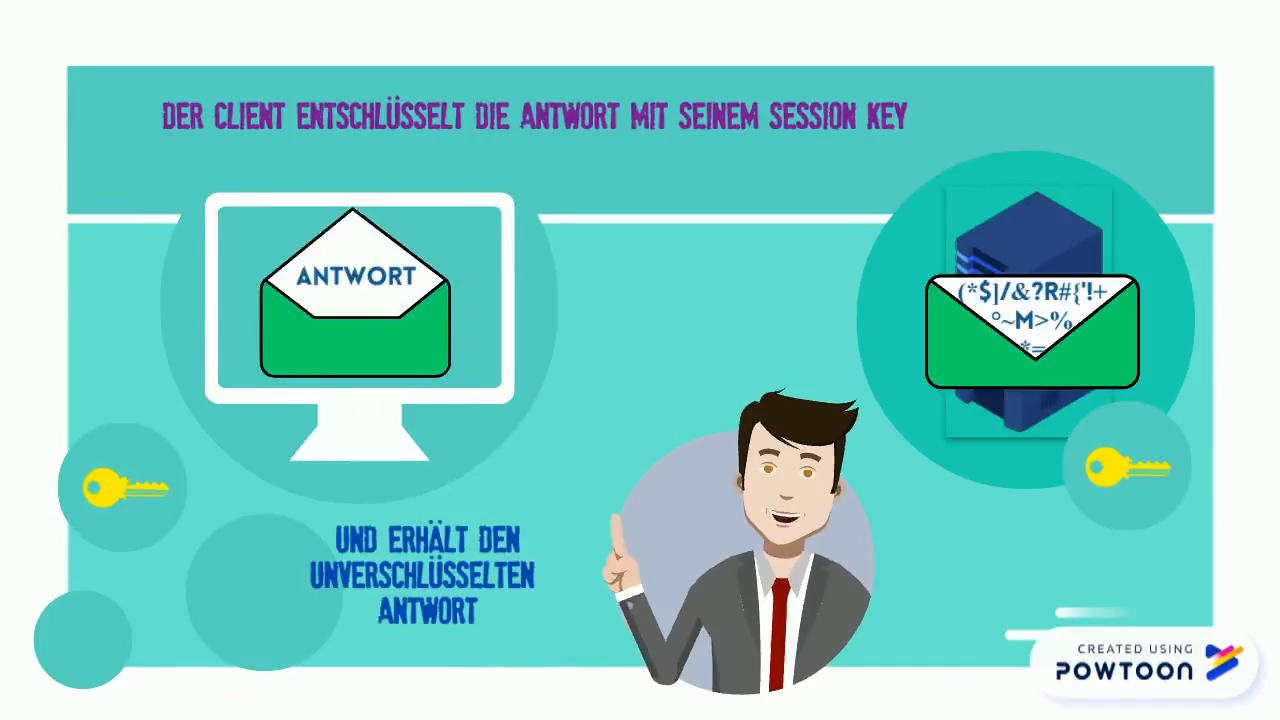 DER CLIENT ENTSCHLÜSSELT DIE ANTWORT MIT SEINEM SESSION KEY
ANTWORT
(*$]/&?R#{'!+
°~M>%
*=
UND ERHÄLT DEN
UNVERSCHLÜSSELTEN
ANTWORT
CREATED USING
POWTOON